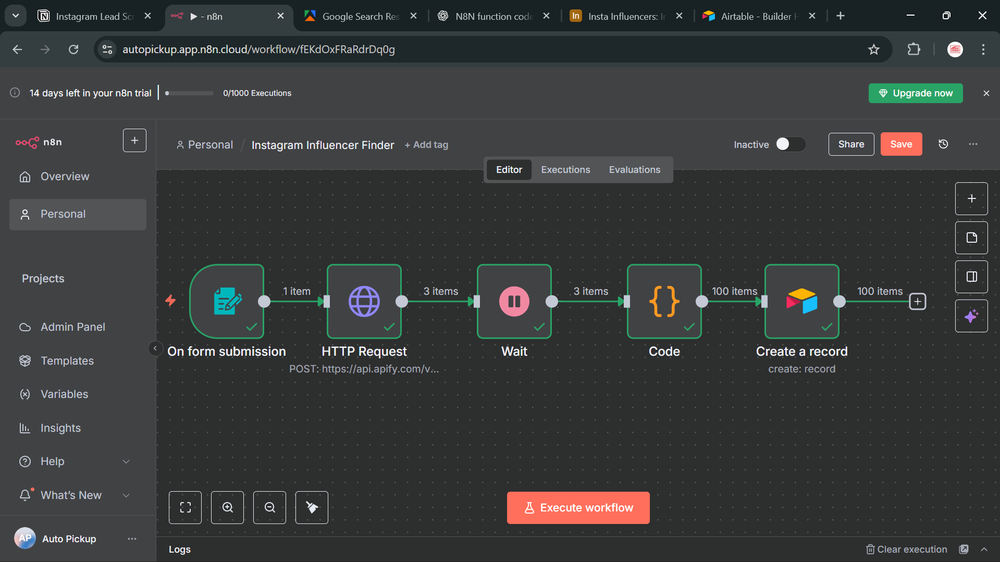 Instagram Lead Scr
▶ - n8n
Google Search Res
N8N function code
In
Insta Influencers: I
Airtable - Builder H
autopickup.app.n8n.cloud/workflow/fEKdOxFRaRdrDq0g
14 days left in your n8n trial
0/1000 Executions
Upgrade now
n8n
Personal / Instagram Influencer Finder
+ Add tag
Inactive
Share
Save
Editor
Executions
Evaluations
Overview
Personal
Projects
Admin Panel
Templates
Variables
Insights
Help
What's New
AP
Auto Pickup
1 item
3 items
3 items
100 items
100 items
On form submission
HTTP Request
POST: https://api.apify.com/v...
Wait
Code
Create a record
create: record
Execute workflow
Logs
Clear execution